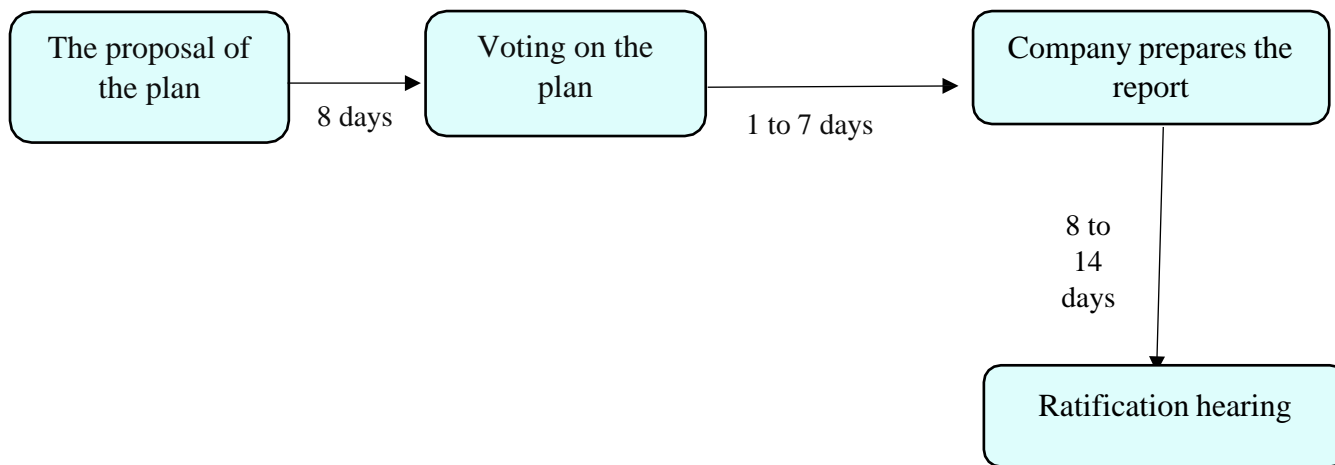 The proposal of
the plan
8 days
Voting on the
plan
1 to 7 days
Company prepares the
report
8 to
14
days
Ratification hearing